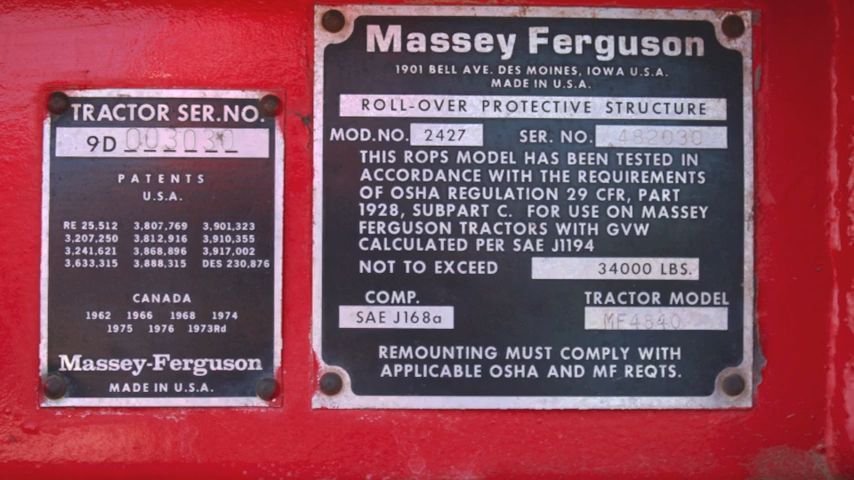 TRACTOR SER.NO.
9D 003030
PATENTS
U.S.A.
RE 25,512 3,807,769 3,901,323
3,207,250 3,812,916 3,910,355
3,241,621 3,868,896 3,917,002
3,633,315 3,888,315 DES 230,876
CANADA
1962 1966 1968 1974
1975 1976 1973Rd
Massey-Ferguson
MADE IN U.S.A.
Massey Ferguson
1901 BELL AVE. DES MOINES, IOWA U.S.A.
MADE IN U.S.A.
ROLL-OVER PROTECTIVE STRUCTURE
MOD.NO. 2427 SER. NO. 482030
THIS ROPS MODEL HAS BEEN TESTED IN
ACCORDANCE WITH THE REQUIREMENTS
OF OSHA REGULATION 29 CFR, PART
1928, SUBPART C. FOR USE ON MASSEY
FERGUSON TRACTORS WITH GVW
CALCULATED PER SAE J1194
NOT TO EXCEED 34000 LBS.
COMP. TRACTOR MODEL
SAE J168a MF4840
REMOUNTING MUST COMPLY WITH
APPLICABLE OSHA AND MF REQTS.